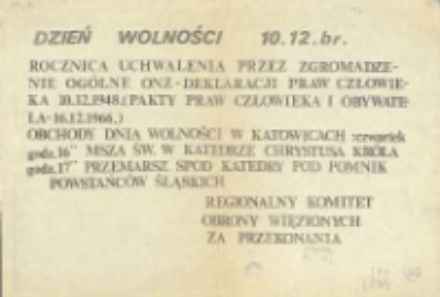 DZIEŃ WOLNOŚCI 10.12.br.
ROCZNICA UCHWALENIA PRZEZ ZGROMADZE-
NIE OGÓLNE ONZ-DEKLARACJI PRAW CZŁOWIE-
KA 10.12.1948.(PAKTY PRAW CZŁOWIEKA I OBYWATE-
LA-16.12.1966.)
OBCHODY DNIA WOLNOŚCI W KATOWICACH :czwartek
godz.16°° MSZA ŚW. W KATEDRZE CHRYSTUSA KRÓLA
godz.17°° PRZEMARSZ SPOD KATEDRY POD POMNIK
POWSTAŃCÓW ŚLĄSKICH
REGIONALNY KOMITET
OBRONY WIĘZIONYCH
ZA PRZEKONANIA